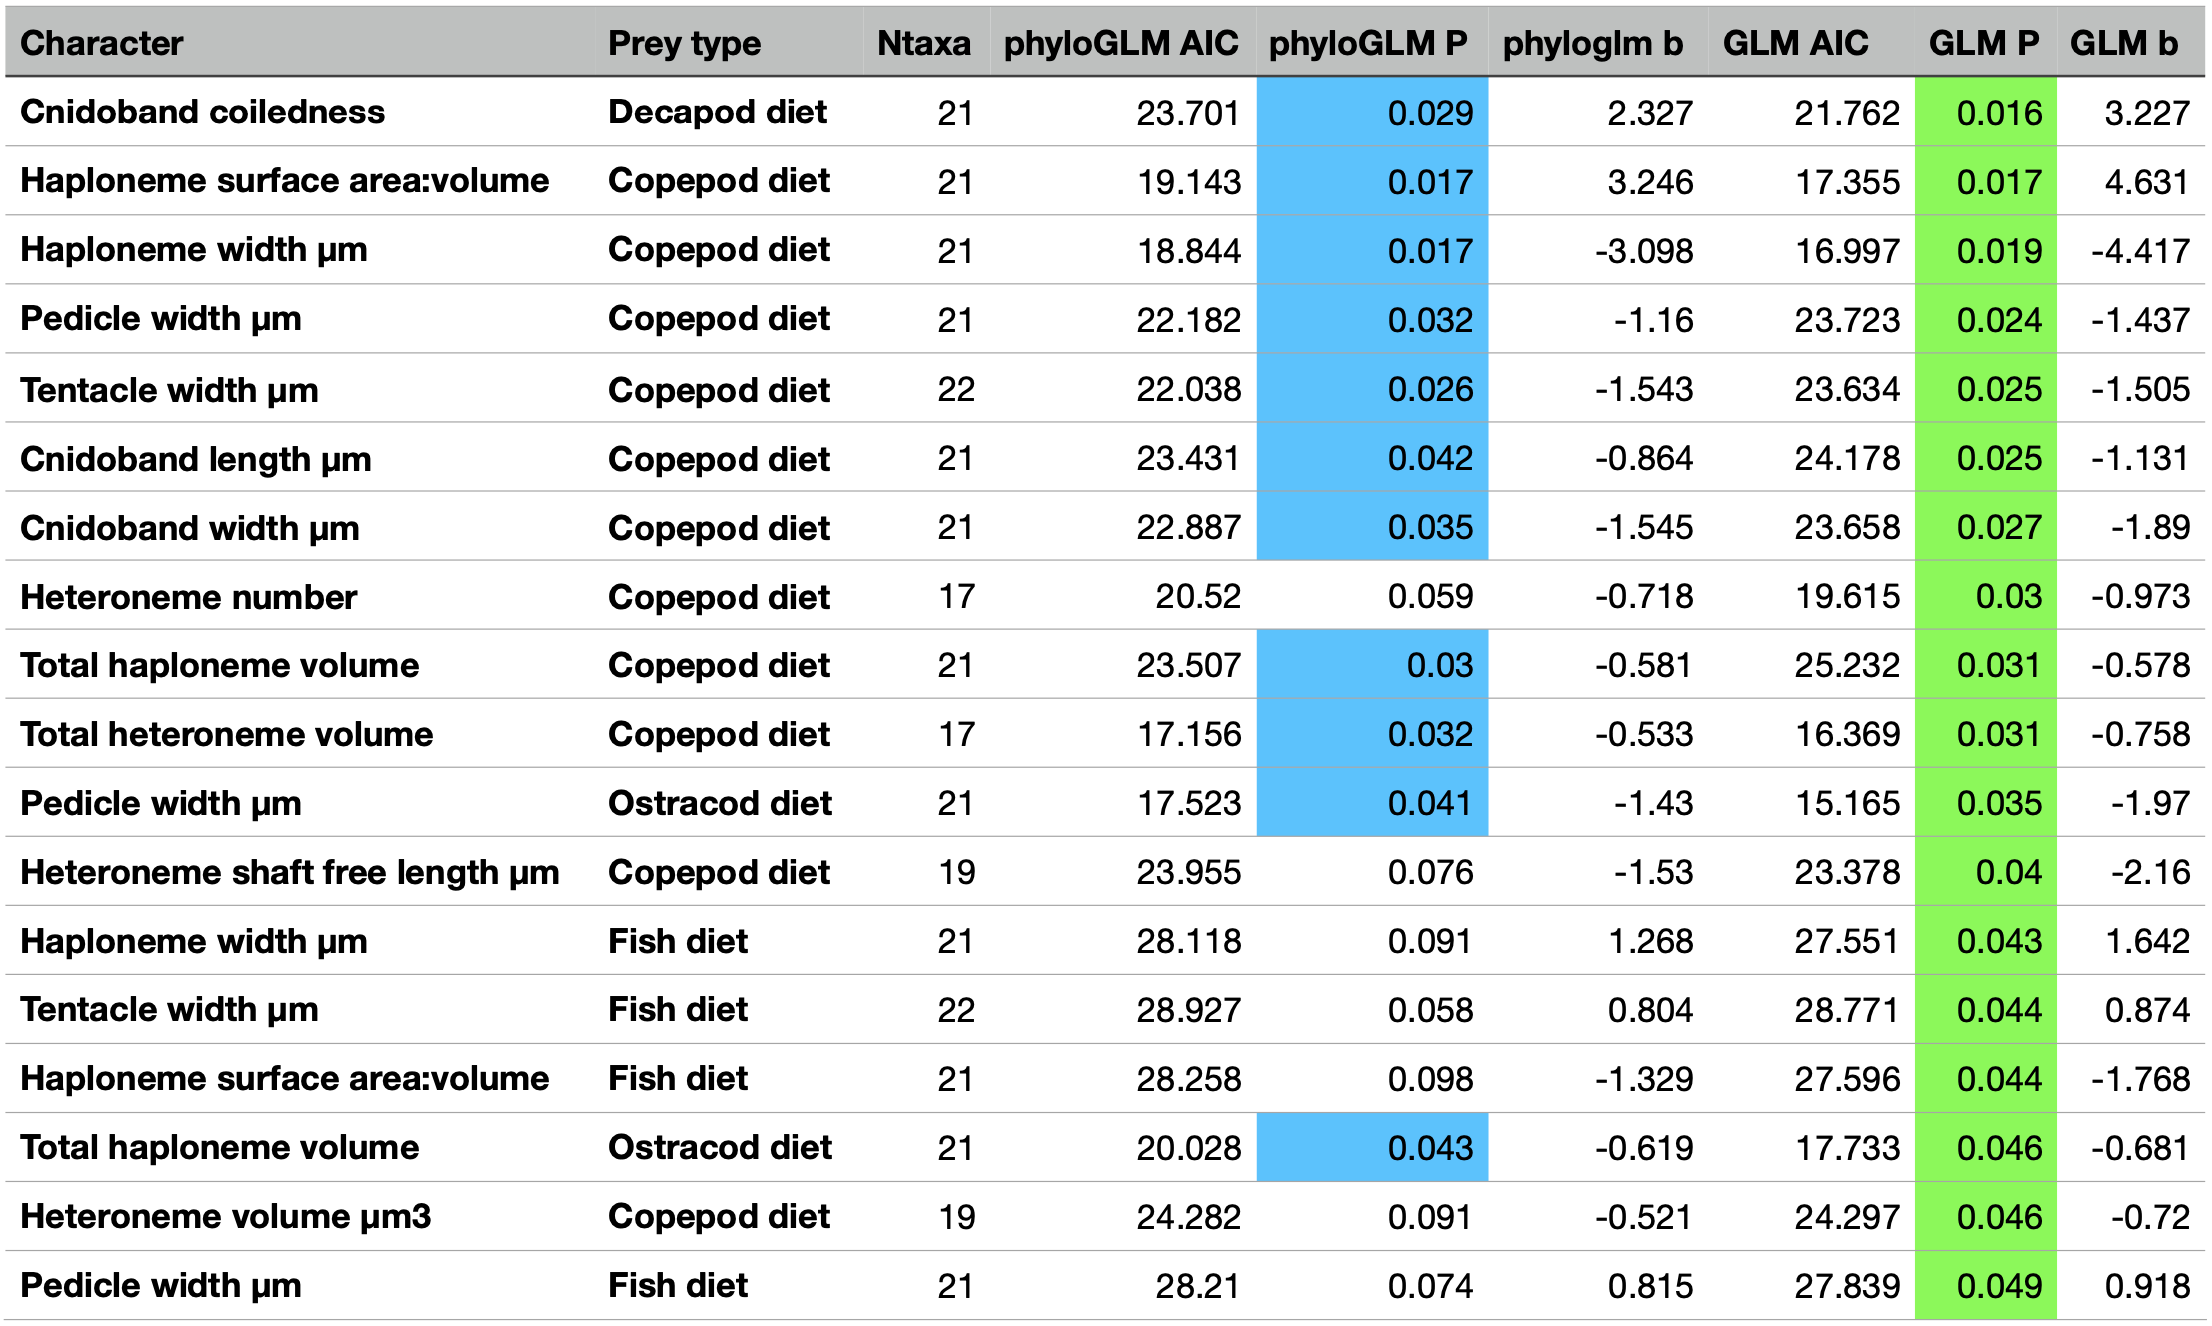 Character Prey type Ntaxa phyloGLM AIC phyloGLM P phyloglm b GLM AIC GLM P GLM b
Cnidoband coiledness Decapod diet 21 23.701 0.029 2.327 21.762 0.016 3.227
Haploneme surface area:volume Copepod diet 21 19.143 0.017 3.246 17.355 0.017 4.631
Haploneme width µm Copepod diet 21 18.844 0.017 -3.098 16.997 0.019 -4.417
Pedicle width µm Copepod diet 21 22.182 0.032 -1.16 23.723 0.024 -1.437
Tentacle width µm Copepod diet 22 22.038 0.026 -1.543 23.634 0.025 -1.505
Cnidoband length µm Copepod diet 21 23.431 0.042 -0.864 24.178 0.025 -1.131
Cnidoband width µm Copepod diet 21 22.887 0.035 -1.545 23.658 0.027 -1.89
Heteroneme number Copepod diet 17 20.52 0.059 -0.718 19.615 0.03 -0.973
Total haploneme volume Copepod diet 21 23.507 0.03 -0.581 25.232 0.031 -0.578
Total heteroneme volume Copepod diet 17 17.156 0.032 -0.533 16.369 0.031 -0.758
Pedicle width µm Ostracod diet 21 17.523 0.041 -1.43 15.165 0.035 -1.97
Heteroneme shaft free length µm Copepod diet 19 23.955 0.076 -1.53 23.378 0.04 -2.16
Haploneme width µm Fish diet 21 28.118 0.091 1.268 27.551 0.043 1.642
Tentacle width µm Fish diet 22 28.927 0.058 0.804 28.771 0.044 0.874
Haploneme surface area:volume Fish diet 21 28.258 0.098 -1.329 27.596 0.044 -1.768
Total haploneme volume Ostracod diet 21 20.028 0.043 -0.619 17.733 0.046 -0.681
Heteroneme volume µm3 Copepod diet 19 24.282 0.091 -0.521 24.297 0.046 -0.72
Pedicle width µm Fish diet 21 28.21 0.074 0.815 27.839 0.049 0.918